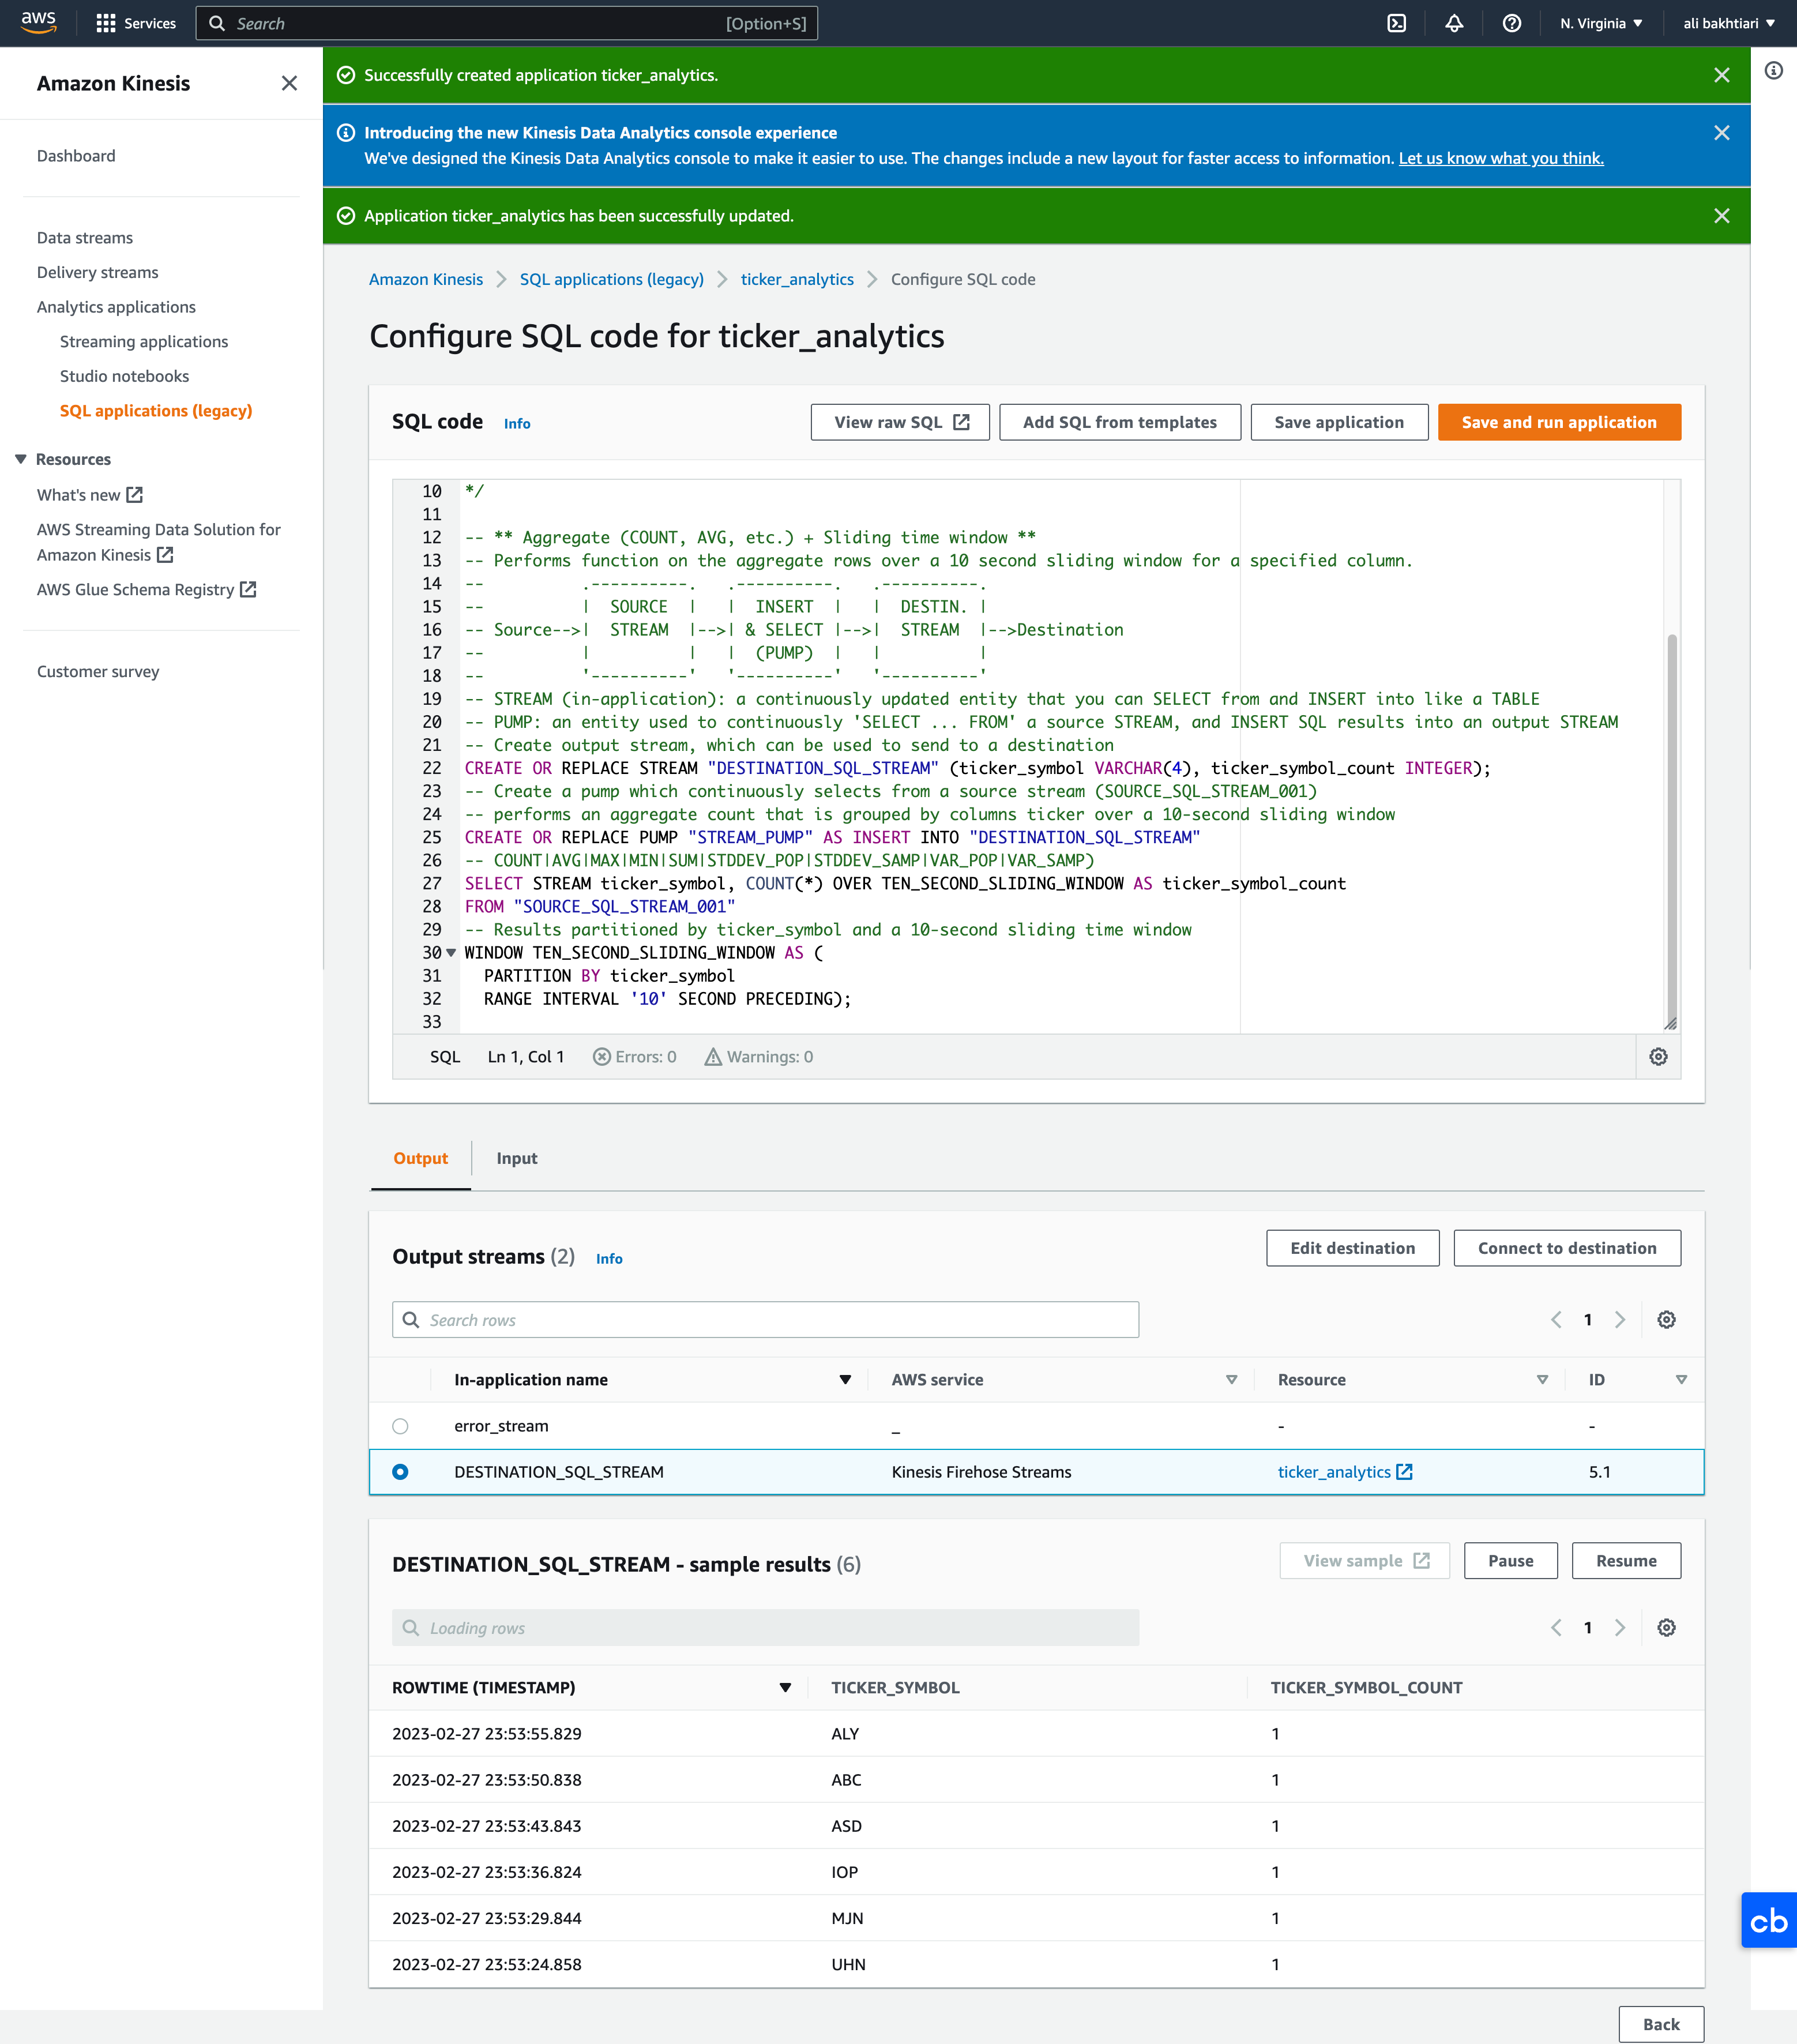 aws
Services
Search [Option+S]
N. Virginia ▼
ali bakhtiari ▼
Amazon Kinesis
Dashboard
Data streams
Delivery streams
Analytics applications
Streaming applications
Studio notebooks
SQL applications (legacy)
▼ Resources
What's new
AWS Streaming Data Solution for
Amazon Kinesis
AWS Glue Schema Registry
Customer survey
Successfully created application ticker_analytics.
Introducing the new Kinesis Data Analytics console experience
We've designed the Kinesis Data Analytics console to make it easier to use. The changes include a new layout for faster access to information. Let us know what you think.
Application ticker_analytics has been successfully updated.
Amazon Kinesis > SQL applications (legacy) > ticker_analytics > Configure SQL code
Configure SQL code for ticker_analytics
SQL code Info
View raw SQL
Add SQL from templates
Save application
Save and run application
10 */
11
12 -- ** Aggregate (COUNT, AVG, etc.) + Sliding time window **
13 -- Performs function on the aggregate rows over a 10 second sliding window for a specified column.
14 --          .----------.   .----------.   .----------.
15 --          |  SOURCE  |   |  INSERT  |   |  DESTIN. |
16 -- Source-->|  STREAM  |-->| & SELECT |-->|  STREAM  |-->Destination
17 --          |          |   |  (PUMP)  |   |          |
18 --          '----------'   '----------'   '----------'
19 -- STREAM (in-application): a continuously updated entity that you can SELECT from and INSERT into like a TABLE
20 -- PUMP: an entity used to continuously 'SELECT ... FROM' a source STREAM, and INSERT SQL results into an output STREAM
21 -- Create output stream, which can be used to send to a destination
22 CREATE OR REPLACE STREAM "DESTINATION_SQL_STREAM" (ticker_symbol VARCHAR(4), ticker_symbol_count INTEGER);
23 -- Create a pump which continuously selects from a source stream (SOURCE_SQL_STREAM_001)
24 -- performs an aggregate count that is grouped by columns ticker over a 10-second sliding window
25 CREATE OR REPLACE PUMP "STREAM_PUMP" AS INSERT INTO "DESTINATION_SQL_STREAM"
26 -- COUNT|AVG|MAX|MIN|SUM|STDDEV_POP|STDDEV_SAMP|VAR_POP|VAR_SAMP)
27 SELECT STREAM ticker_symbol, COUNT(*) OVER TEN_SECOND_SLIDING_WINDOW AS ticker_symbol_count
28 FROM "SOURCE_SQL_STREAM_001"
29 -- Results partitioned by ticker_symbol and a 10-second sliding time window
30 WINDOW TEN_SECOND_SLIDING_WINDOW AS (
31   PARTITION BY ticker_symbol
32   RANGE INTERVAL '10' SECOND PRECEDING);
33
SQL Ln 1, Col 1 Errors: 0 Warnings: 0
Output Input
Output streams (2) Info
Edit destination
Connect to destination
Search rows
1
In-application name AWS service Resource ID
error_stream _ - -
DESTINATION_SQL_STREAM Kinesis Firehose Streams ticker_analytics 5.1
DESTINATION_SQL_STREAM - sample results (6)
View sample
Pause
Resume
Loading rows
1
ROWTIME (TIMESTAMP) TICKER_SYMBOL TICKER_SYMBOL_COUNT
2023-02-27 23:53:55.829 ALY 1
2023-02-27 23:53:50.838 ABC 1
2023-02-27 23:53:43.843 ASD 1
2023-02-27 23:53:36.824 IOP 1
2023-02-27 23:53:29.844 MJN 1
2023-02-27 23:53:24.858 UHN 1
cb
Back